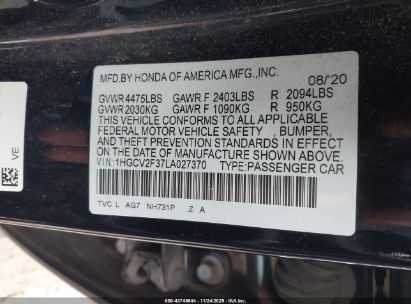 MFD.BY HONDA OF AMERICA MFG.,INC. 08/'20
GVWR 4475LBS GAWR F 2403LBS R 2094LBS
GVWR 2030KG GAWR F 1090KG R 950KG
THIS VEHICLE CONFORMS TO ALL APPLICABLE
FEDERAL MOTOR VEHICLE SAFETY , BUMPER,
AND THEFT PREVENTION STANDARDS IN EFFECT
ON THE DATE OF MANUFACTURE SHOWN ABOVE.
V.I.N.:1HGCV2F37LA027370 TYPE:PASSENGER CAR
TVC L AG7 NH731P Z A
VE